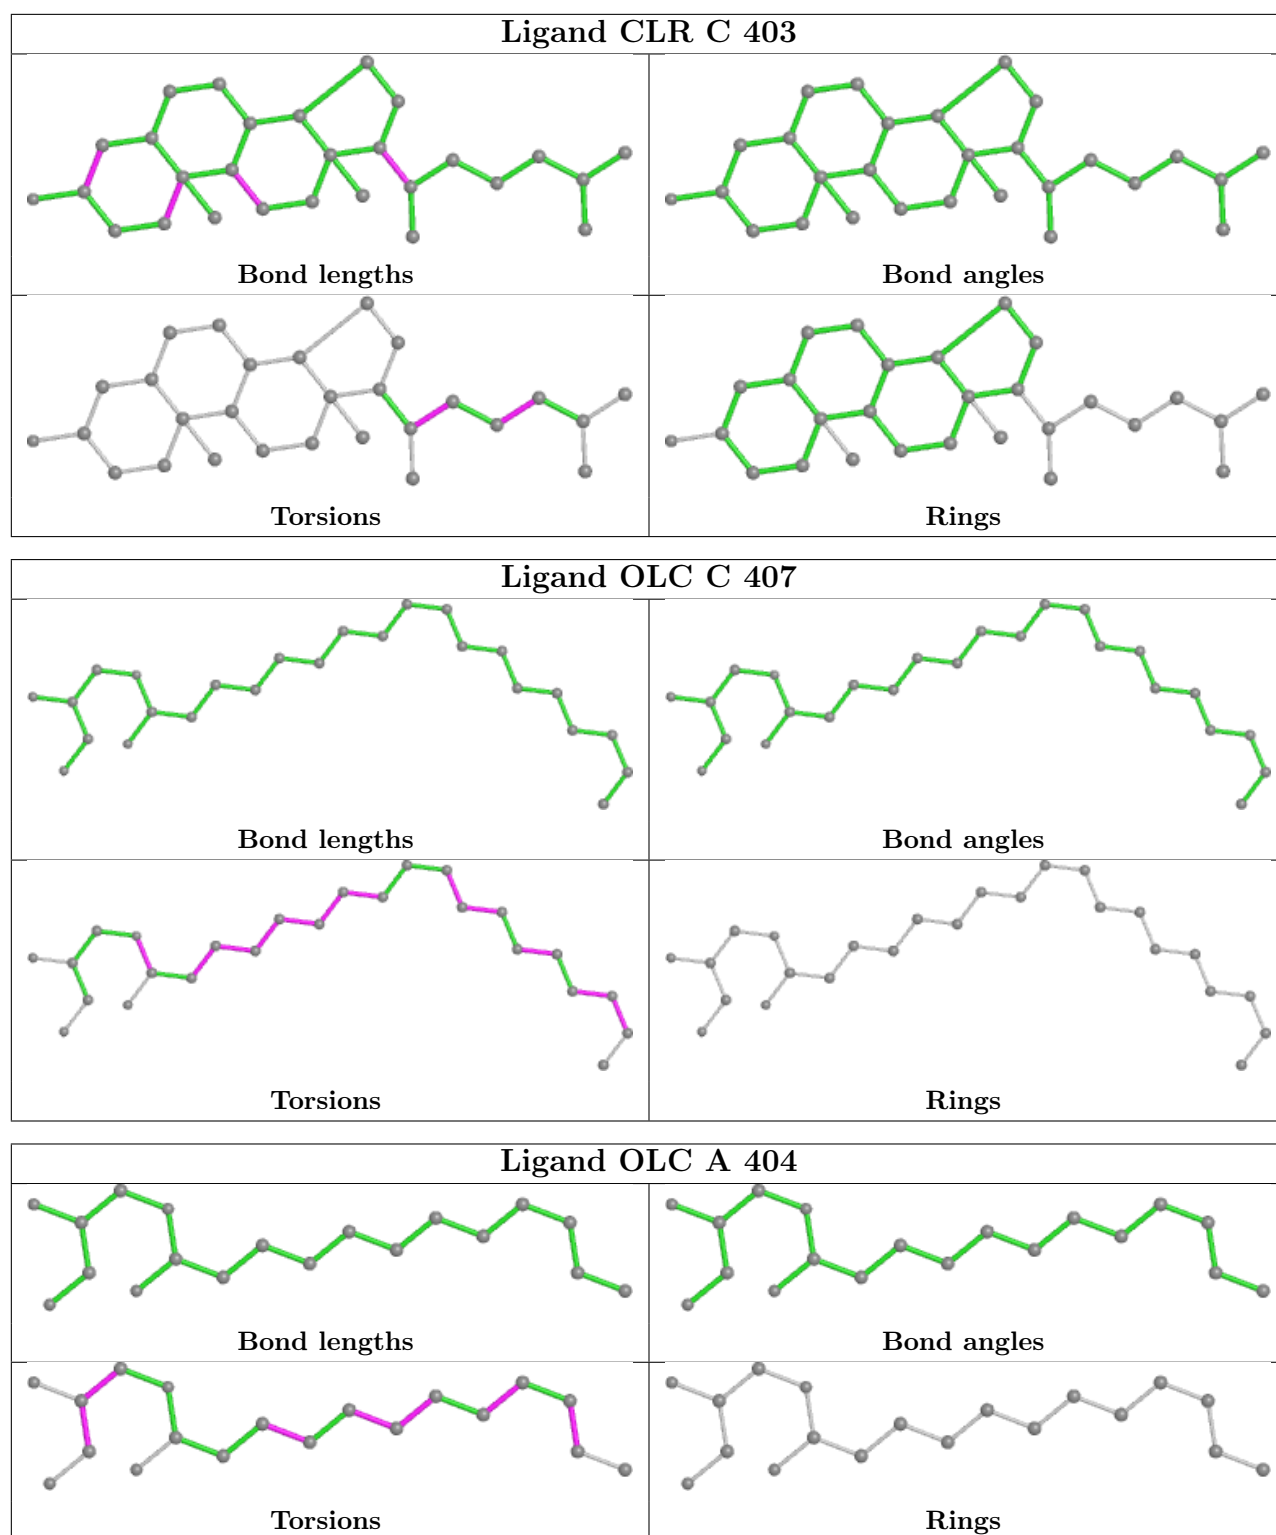 Ligand CLR C 403
Bond lengths
Bond angles
Torsions
Rings
Ligand OLC C 407
Bond lengths
Bond angles
Torsions
Rings
Ligand OLC A 404
Bond lengths
Bond angles
Torsions
Rings